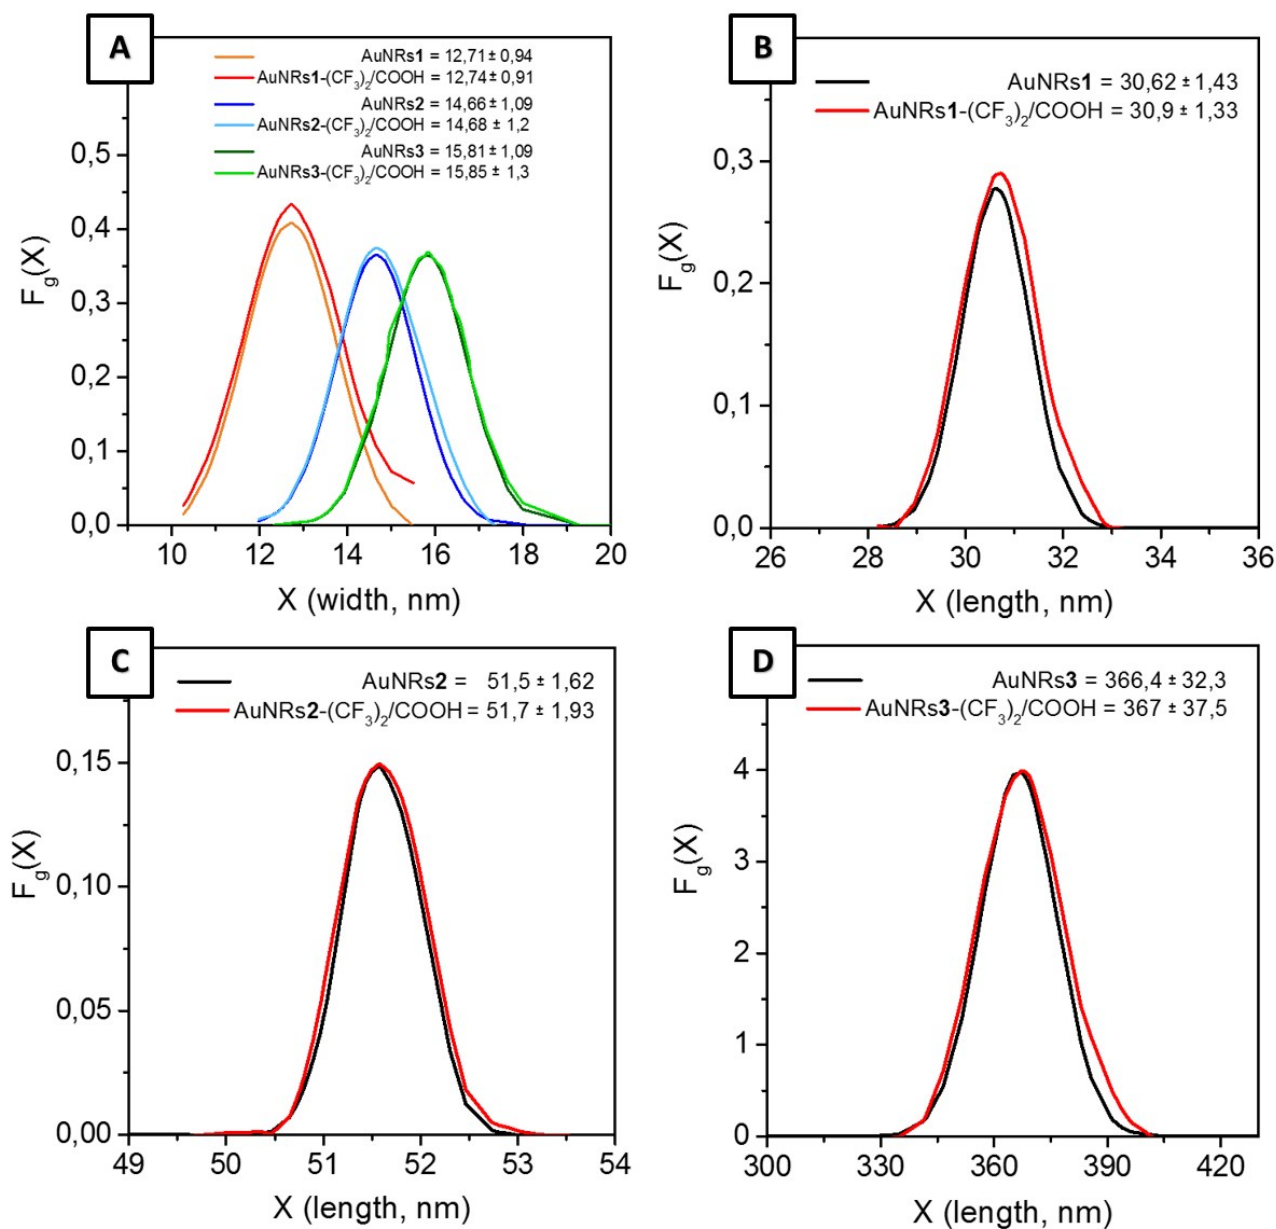 A
AuNRs1 = 12,71 ± 0,94
AuNRs1-(CF3)2/COOH = 12,74 ± 0,91
AuNRs2 = 14,66 ± 1,09
AuNRs2-(CF3)2/COOH = 14,68 ± 1,2
AuNRs3 = 15,81 ± 1,09
AuNRs3-(CF3)2/COOH = 15,85 ± 1,3
Fg(X)
0,5
0,4
0,3
0,2
0,1
0,0
10 12 14 16 18 20
X (width, nm)
B
AuNRs1 = 30,62 ± 1,43
AuNRs1-(CF3)2/COOH = 30,9 ± 1,33
Fg(X)
0,3
0,2
0,1
0,0
26 28 30 32 34 36
X (length, nm)
C
AuNRs2 = 51,5 ± 1,62
AuNRs2-(CF3)2/COOH = 51,7 ± 1,93
Fg(X)
0,15
0,10
0,05
0,00
49 50 51 52 53 54
X (length, nm)
D
AuNRs3 = 366,4 ± 32,3
AuNRs3-(CF3)2/COOH = 367 ± 37,5
Fg(X)
4
3
2
1
0
300 330 360 390 420
X (length, nm)